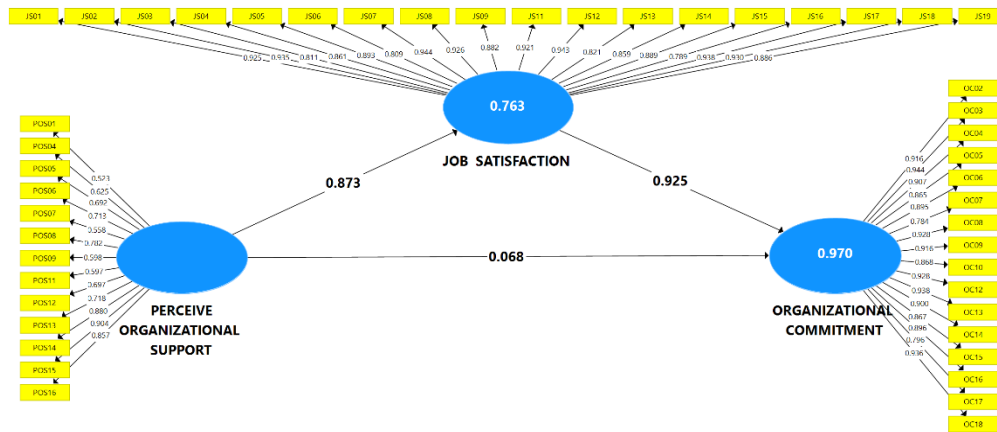 JS01 JS02 JS03 JS04 JS05 JS06 JS07 JS08 JS09 JS11 JS12 JS13 JS14 JS15 JS16 JS17 JS18 JS19
0.925 0.935 0.811 0.861 0.893 0.809 0.944 0.926 0.882 0.921 0.943 0.821 0.859 0.889 0.789 0.938 0.930 0.886
0.763
JOB SATISFACTION
POS01
POS04
POS05
POS06
POS07
POS08
POS09
POS11
POS12
POS13
POS14
POS15
POS16
0.523
0.625
0.692
0.713
0.558
0.782
0.598
0.597
0.697
0.718
0.880
0.904
0.857
PERCEIVE
ORGANIZATIONAL
SUPPORT
0.873
0.925
0.068
0.970
ORGANIZATIONAL
COMMITMENT
0.916
0.944
0.907
0.865
0.895
0.784
0.928
0.916
0.868
0.928
0.938
0.900
0.867
0.896
0.796
0.936
OC02
OC03
OC04
OC05
OC06
OC07
OC08
OC09
OC10
OC12
OC13
OC14
OC15
OC16
OC17
OC18